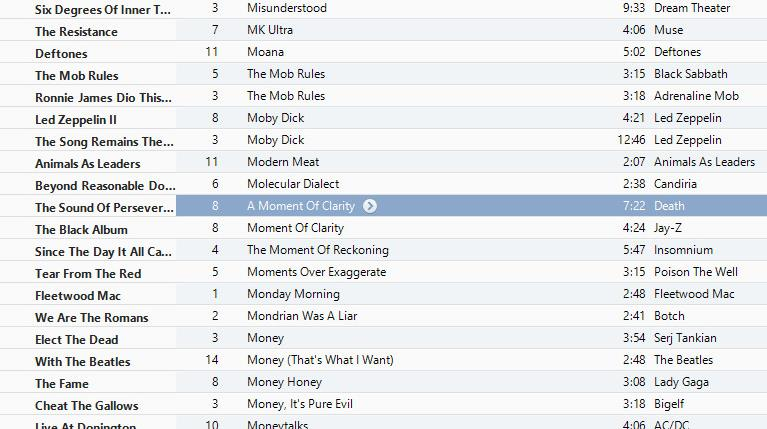 Six Degrees Of Inner T... 3 Misunderstood 9:33 Dream Theater
The Resistance 7 MK Ultra 4:06 Muse
Deftones 11 Moana 5:02 Deftones
The Mob Rules 5 The Mob Rules 3:15 Black Sabbath
Ronnie James Dio This... 3 The Mob Rules 3:18 Adrenaline Mob
Led Zeppelin II 8 Moby Dick 4:21 Led Zeppelin
The Song Remains The... 3 Moby Dick 12:46 Led Zeppelin
Animals As Leaders 11 Modern Meat 2:07 Animals As Leaders
Beyond Reasonable Do... 6 Molecular Dialect 2:38 Candiria
The Sound Of Persever... 8 A Moment Of Clarity 7:22 Death
The Black Album 8 Moment Of Clarity 4:24 Jay-Z
Since The Day It All Ca... 4 The Moment Of Reckoning 5:47 Insomnium
Tear From The Red 5 Moments Over Exaggerate 3:15 Poison The Well
Fleetwood Mac 1 Monday Morning 2:48 Fleetwood Mac
We Are The Romans 2 Mondrian Was A Liar 2:41 Botch
Elect The Dead 3 Money 3:54 Serj Tankian
With The Beatles 14 Money (That's What I Want) 2:48 The Beatles
The Fame 8 Money Honey 3:08 Lady Gaga
Cheat The Gallows 3 Money, It's Pure Evil 3:18 Bigelf
Live At Donington 10 Moneytalks 4:06 AC/DC